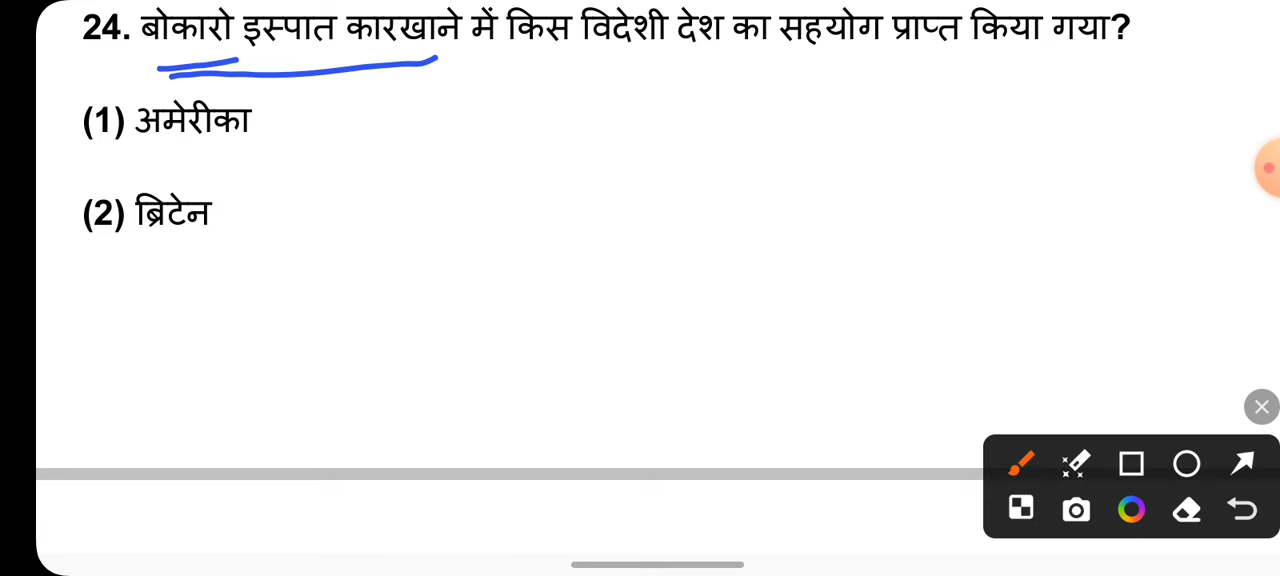 24. बोकारो इस्पात कारखाने में किस विदेशी देश का सहयोग प्राप्त किया गया?
(1) अमेरीका
(2) ब्रिटेन